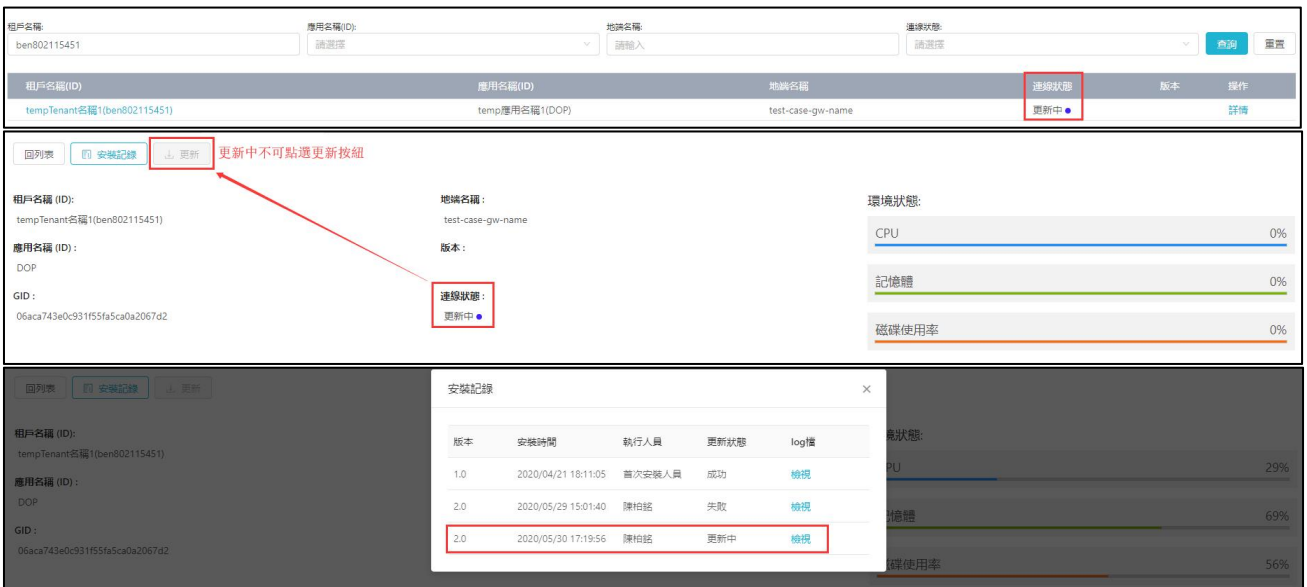 租戶名稱: 應用名稱(ID): 地端名稱: 連線狀態:
ben802115451 請選擇 請輸入 請選擇 查詢 重置
租戶名稱(ID) 應用名稱(ID) 地端名稱 連線狀態 版本 操作
tempTenant名稱1(ben802115451) temp應用名稱1(DOP) test-case-gw-name 更新中 詳情
回列表 安裝記錄 更新 更新中不可點選更新按紐
租戶名稱 (ID): 地端名稱 : 環境狀態:
tempTenant名稱1(ben802115451) test-case-gw-name
CPU 0%
應用名稱 (ID) : 版本 :
DOP
記憶體 0%
GID : 連線狀態 :
06aca743e0c931f55fa5ca0a2067d2 更新中
磁碟使用率 0%
回列表 安裝記錄 更新 安裝記錄 ×
租戶名稱 (ID): 版本 安裝時間 執行人員 更新狀態 log檔 境狀態:
tempTenant名稱1(ben802115451)
1.0 2020/04/21 18:11:05 首次安裝人員 成功 檢視 PU 29%
應用名稱 (ID) :
DOP 2.0 2020/05/29 15:01:40 陳柏銘 失敗 檢視
憶體 69%
GID : 2.0 2020/05/30 17:19:56 陳柏銘 更新中 檢視
06aca743e0c931f55fa5ca0a2067d2
碟使用率 56%